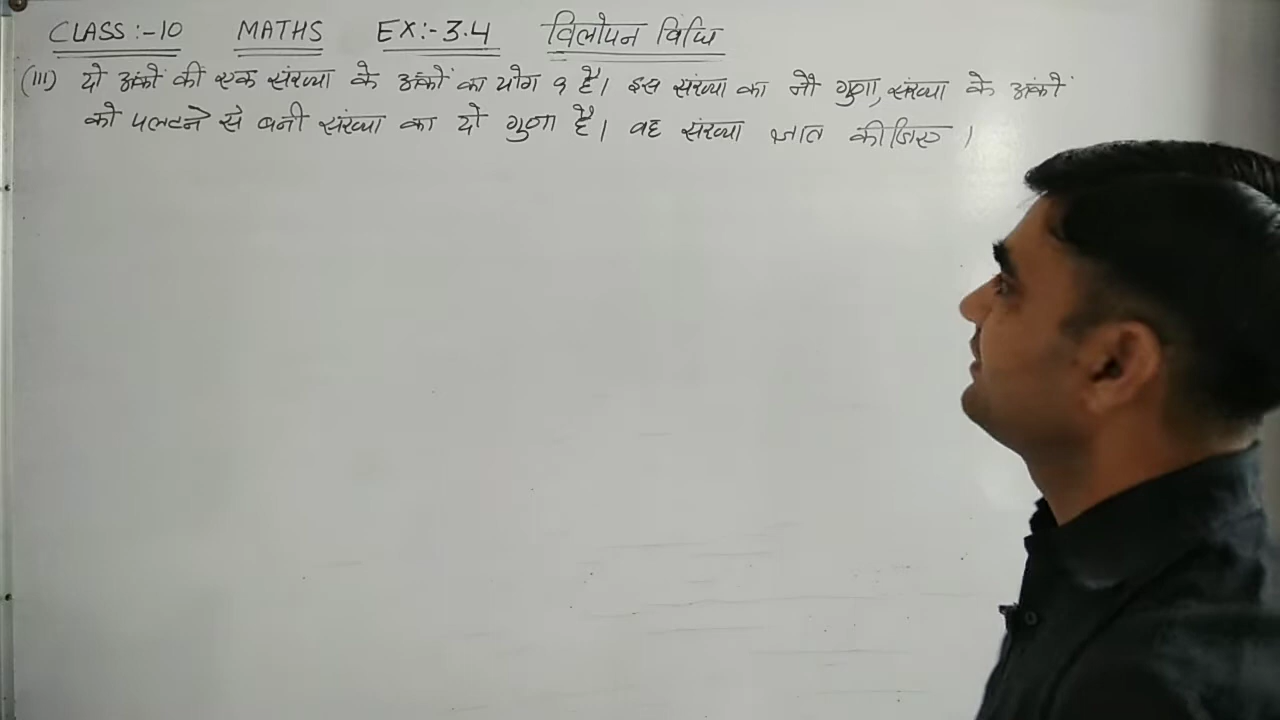 CLASS:-10 MATHS EX:-3.4 विलोपन विधि
(III) दो अंकों की एक संख्या के अंकों का योग 9 है। इस संख्या का नौ गुणा, संख्या के अंकों
को पलटने से बनी संख्या का दो गुणा है। वह संख्या ज्ञात कीजिए ।